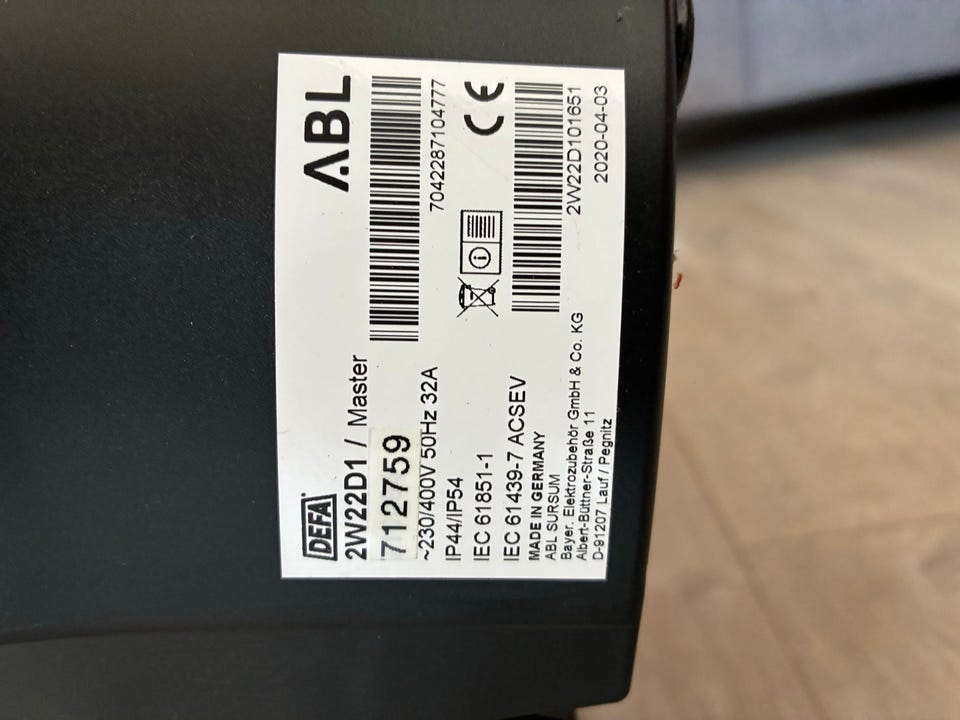 DEFA
ABL
2W22D1 / Master
712759
~230/400V 50Hz 32A
7042287104777
IP44/IP54
IEC 61851-1
CE
IEC 61439-7 ACSEV
MADE IN GERMANY
ABL SURSUM
Bayer. Elektrozubehör GmbH & Co. KG
Albert-Büttner-Straße 11
D-91207 Lauf / Pegnitz
2W22D101651
2020-04-03